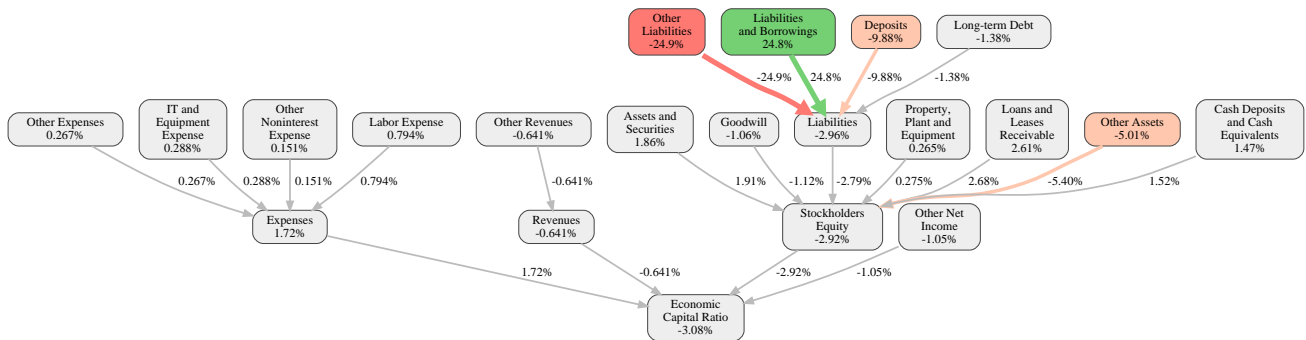 Other
Liabilities
-24.9%
Liabilities
and Borrowings
24.8%
Deposits
-9.88%
Long-term Debt
-1.38%
-24.9%
24.8%
-9.88%
-1.38%
Other Expenses
0.267%
IT and
Equipment
Expense
0.288%
Other
Noninterest
Expense
0.151%
Labor Expense
0.794%
Other Revenues
-0.641%
Assets and
Securities
1.86%
Goodwill
-1.06%
Liabilities
-2.96%
Property,
Plant and
Equipment
0.265%
Loans and
Leases
Receivable
2.61%
Other Assets
-5.01%
Cash Deposits
and Cash
Equivalents
1.47%
0.267%
0.288%
0.151%
0.794%
-0.641%
1.91%
-1.12%
-2.79%
0.275%
2.68%
-5.40%
1.52%
Expenses
1.72%
Revenues
-0.641%
Stockholders
Equity
-2.92%
Other Net
Income
-1.05%
1.72%
-0.641%
-2.92%
-1.05%
Economic
Capital Ratio
-3.08%